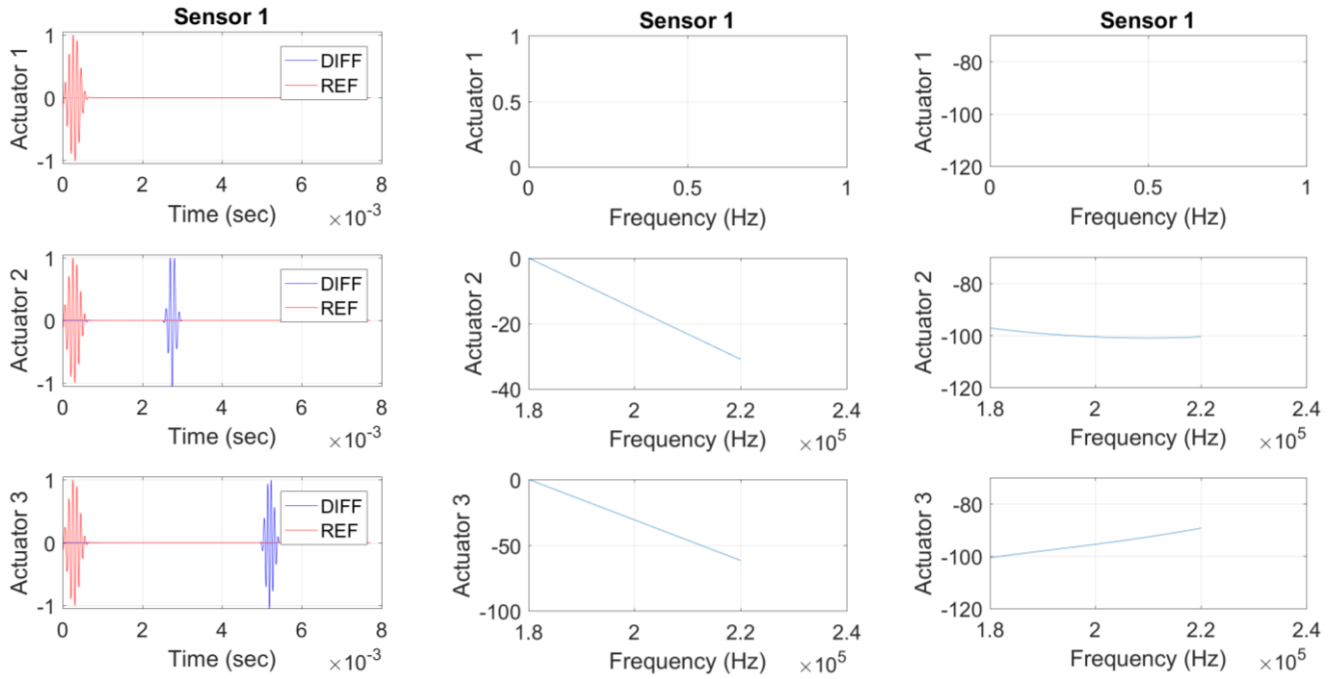 Sensor 1
Actuator 1
1
0
-1
DIFF
REF
0 2 4 6 8
Time (sec) ×10-3
Sensor 1
Actuator 1
1
0.5
0
0 0.5 1
Frequency (Hz)
Sensor 1
Actuator 1
-80
-100
-120
0 0.5 1
Frequency (Hz)
Actuator 2
1
0
-1
DIFF
REF
0 2 4 6 8
Time (sec) ×10-3
Actuator 2
0
-20
-40
1.8 2 2.2 2.4
Frequency (Hz) ×105
Actuator 2
-80
-100
-120
1.8 2 2.2 2.4
Frequency (Hz) ×105
Actuator 3
1
0
-1
DIFF
REF
0 2 4 6 8
Time (sec) ×10-3
Actuator 3
0
-50
-100
1.8 2 2.2 2.4
Frequency (Hz) ×105
Actuator 3
-80
-100
-120
1.8 2 2.2 2.4
Frequency (Hz) ×105